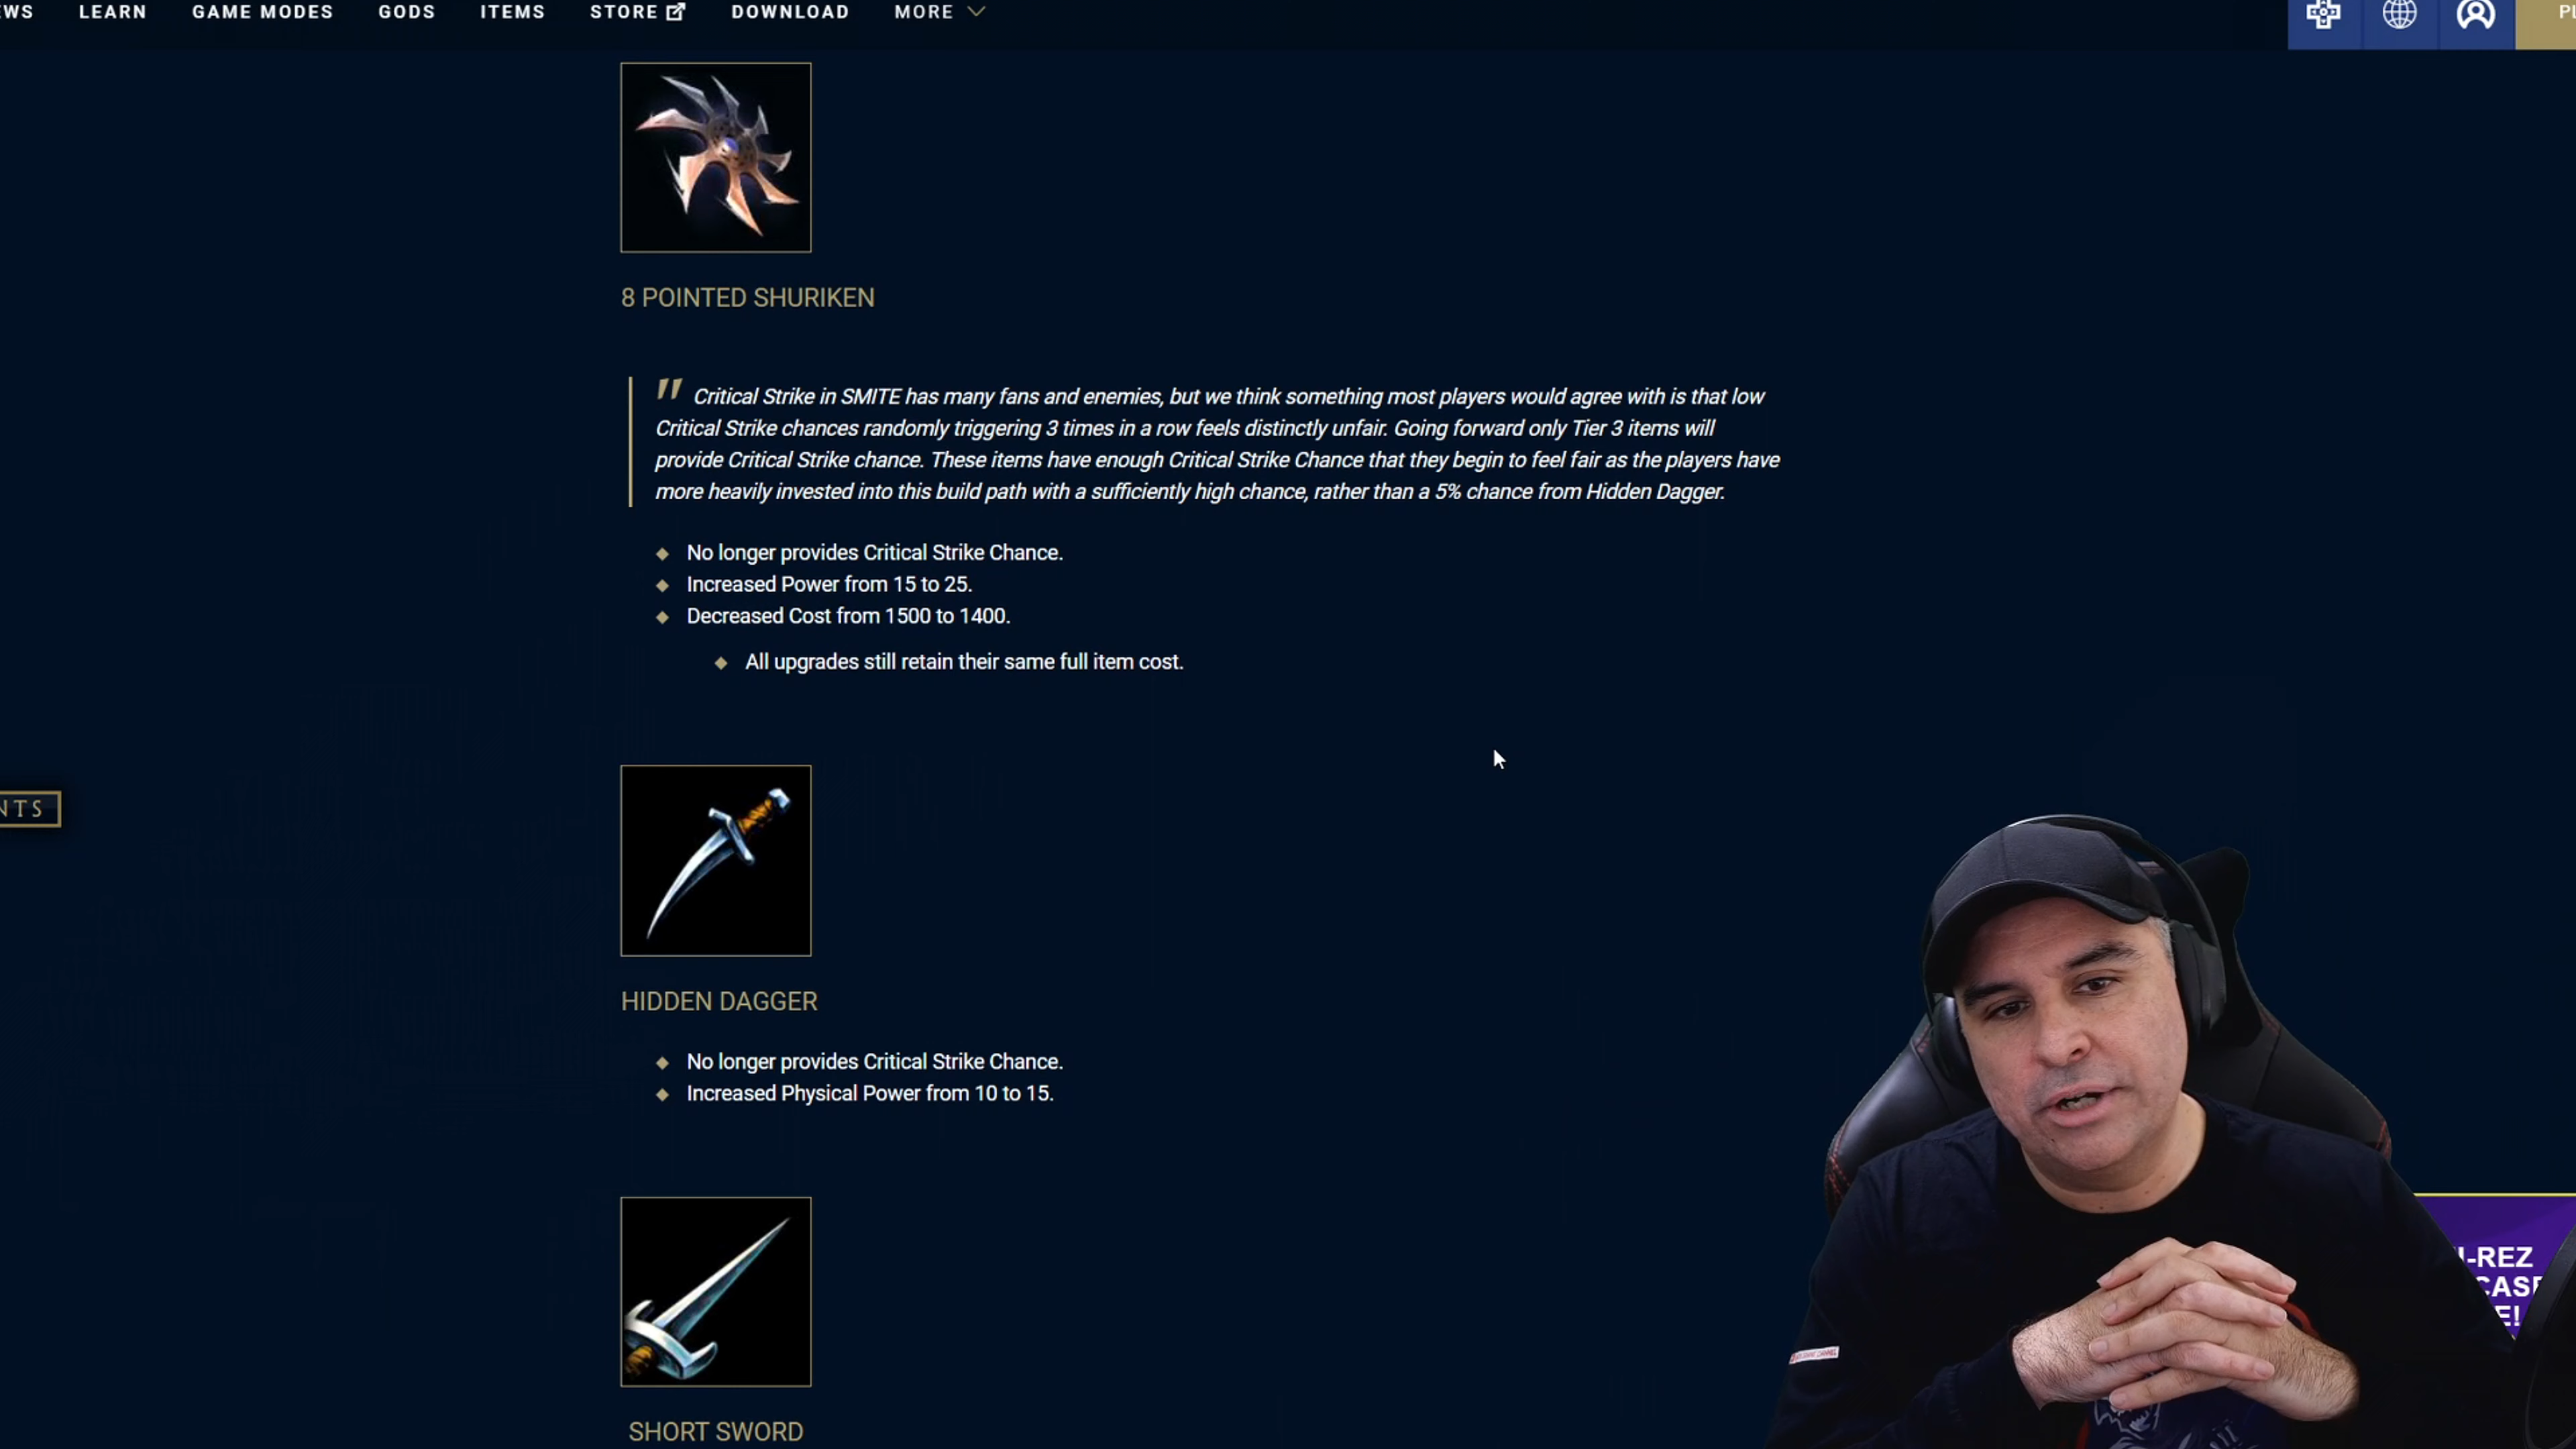 LEARN GAME MODES GODS ITEMS STORE DOWNLOAD MORE
8 POINTED SHURIKEN
" Critical Strike in SMITE has many fans and enemies, but we think something most players would agree with is that low
Critical Strike chances randomly triggering 3 times in a row feels distinctly unfair. Going forward only Tier 3 items will
provide Critical Strike chance. These items have enough Critical Strike Chance that they begin to feel fair as the players have
more heavily invested into this build path with a sufficiently high chance, rather than a 5% chance from Hidden Dagger.
No longer provides Critical Strike Chance.
Increased Power from 15 to 25.
Decreased Cost from 1500 to 1400.
All upgrades still retain their same full item cost.
NTS
HIDDEN DAGGER
No longer provides Critical Strike Chance.
Increased Physical Power from 10 to 15.
SHORT SWORD
-REZ
CASE
E!